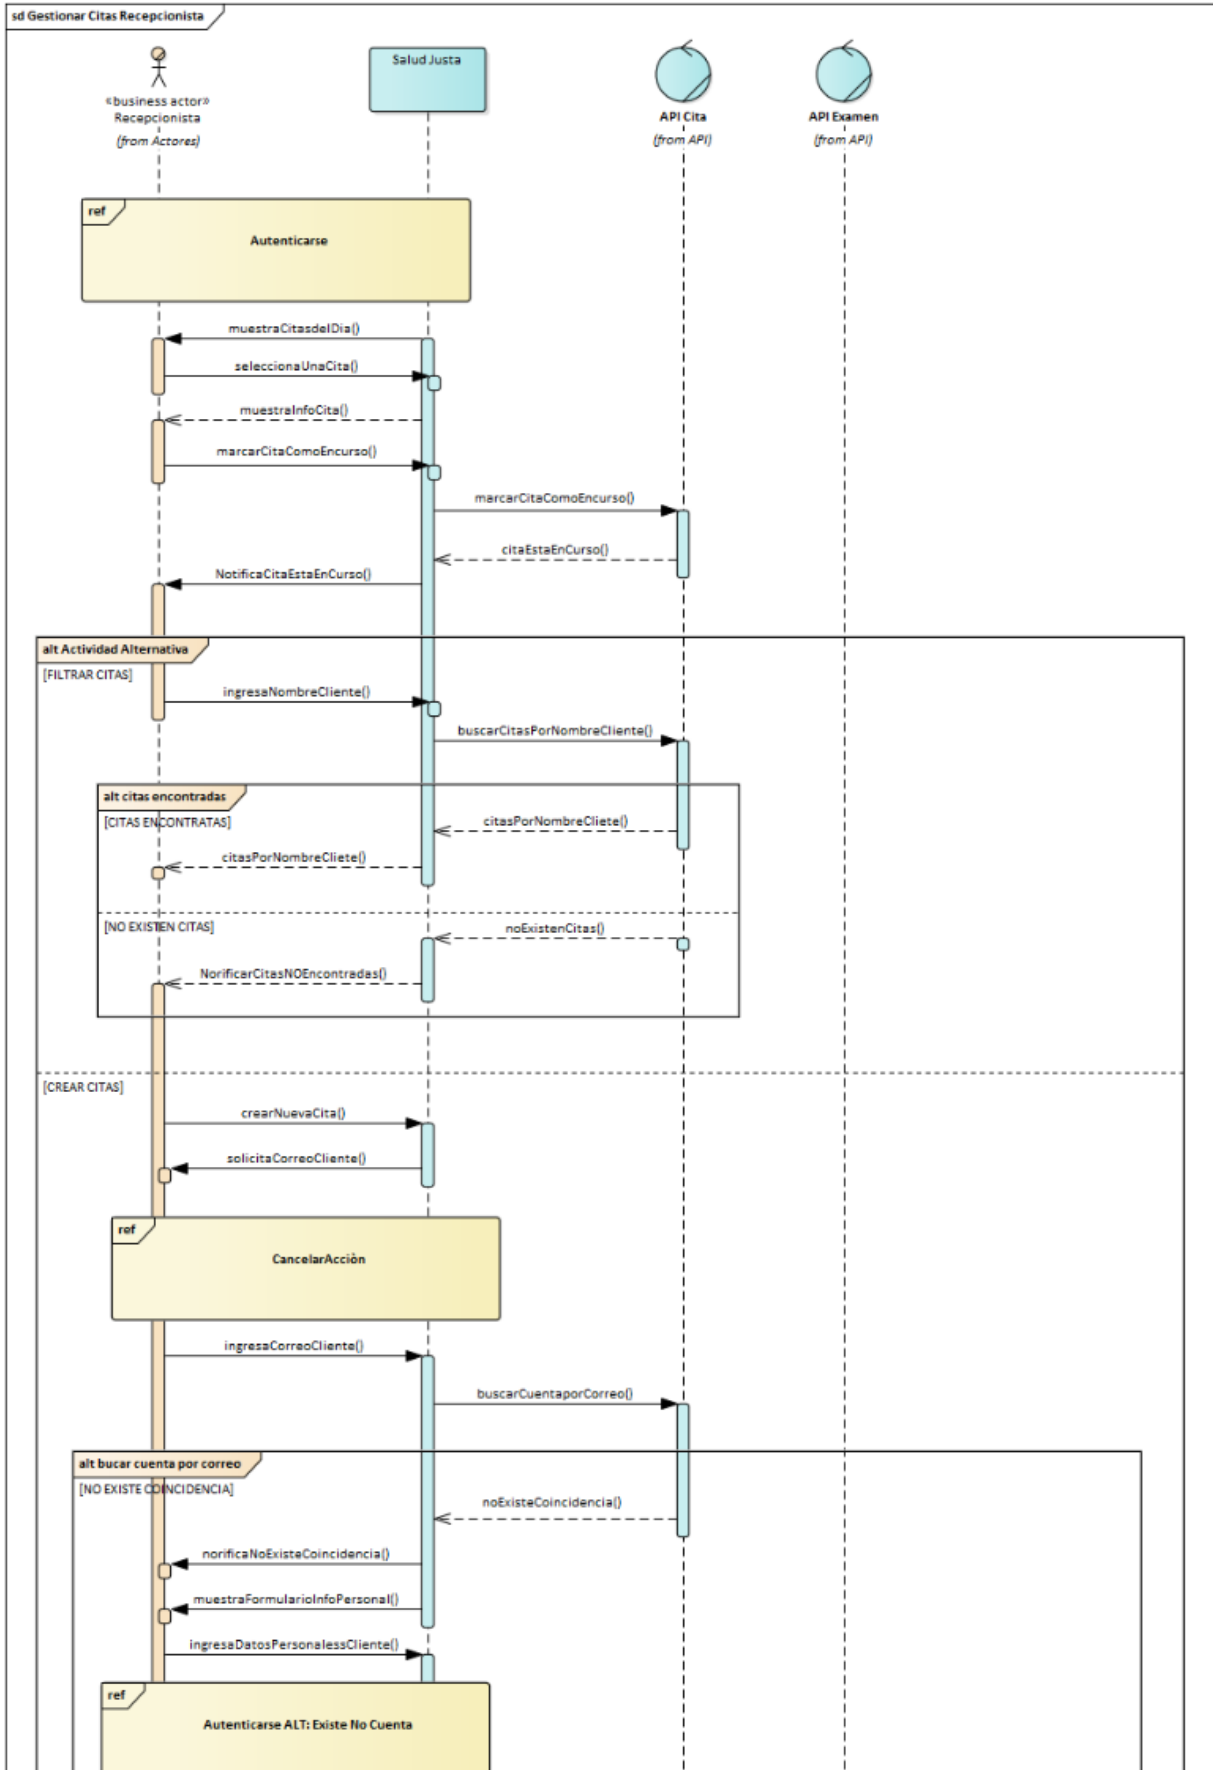 sd Gestionar Citas Recepcionista
«business actor»
Recepcionista
(from Actores)
Salud Justa
API Cita
(from API)
API Examen
(from API)
ref
Autenticarse
muestraCitasdelDia()
seleccionaUnaCita()
muestraInfoCita()
marcarCitaComoEncurso()
marcarCitaComoEncurso()
citaEstaEnCurso()
NotificaCitaEstaEnCurso()
alt Actividad Alternativa
[FILTRAR CITAS]
ingresaNombreCliente()
buscarCitasPorNombreCliente()
alt citas encontradas
[CITAS ENCONTRATAS]
citasPorNombreCliete()
citasPorNombreCliete()
[NO EXISTEN CITAS]
noExistenCitas()
NorificarCitasNOEncontradas()
[CREAR CITAS]
crearNuevaCita()
solicitaCorreoCliente()
ref
CancelarAcciòn
ingresaCorreoCliente()
buscarCuentaporCorreo()
alt bucar cuenta por correo
[NO EXISTE COINCIDENCIA]
noExisteCoincidencia()
norificaNoExisteCoincidencia()
muestraFormularioInfoPersonal()
ingresaDatosPersonalessCliente()
ref
Autenticarse ALT: Existe No Cuenta